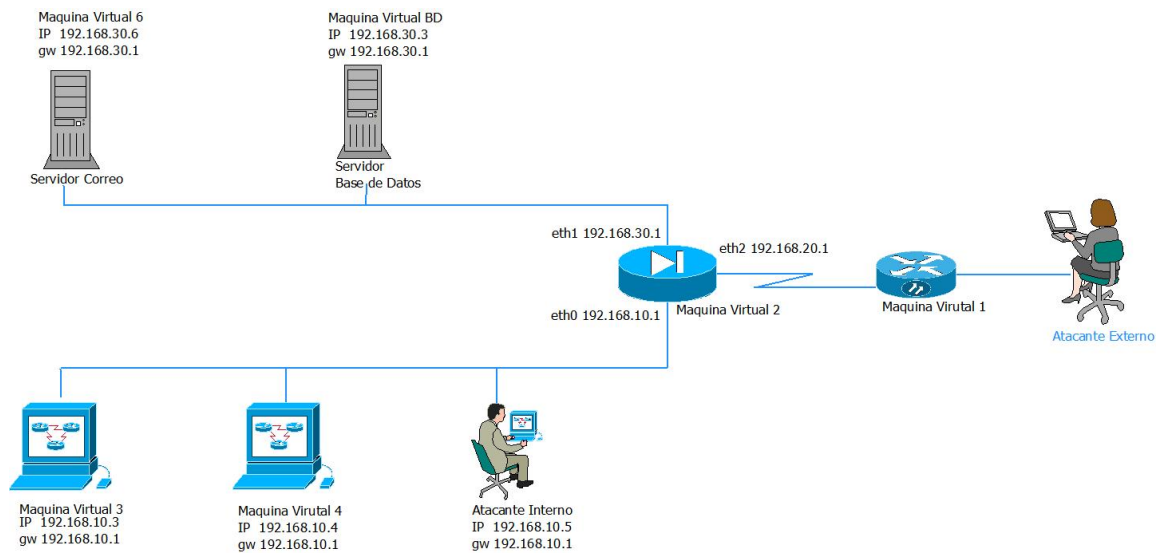 Maquina Virtual 6
IP  192.168.30.6
gw 192.168.30.1
Maquina Virtual BD
IP  192.168.30.3
gw 192.168.30.1
Servidor Correo
Servidor
Base de Datos
eth1 192.168.30.1
eth2 192.168.20.1
eth0 192.168.10.1
Maquina Virtual 2
Maquina Virutal 1
Atacante Externo
Maquina Virtual 3
IP  192.168.10.3
gw 192.168.10.1
Maquina Virutal 4
IP  192.168.10.4
gw 192.168.10.1
Atacante Interno
IP  192.168.10.5
gw 192.168.10.1